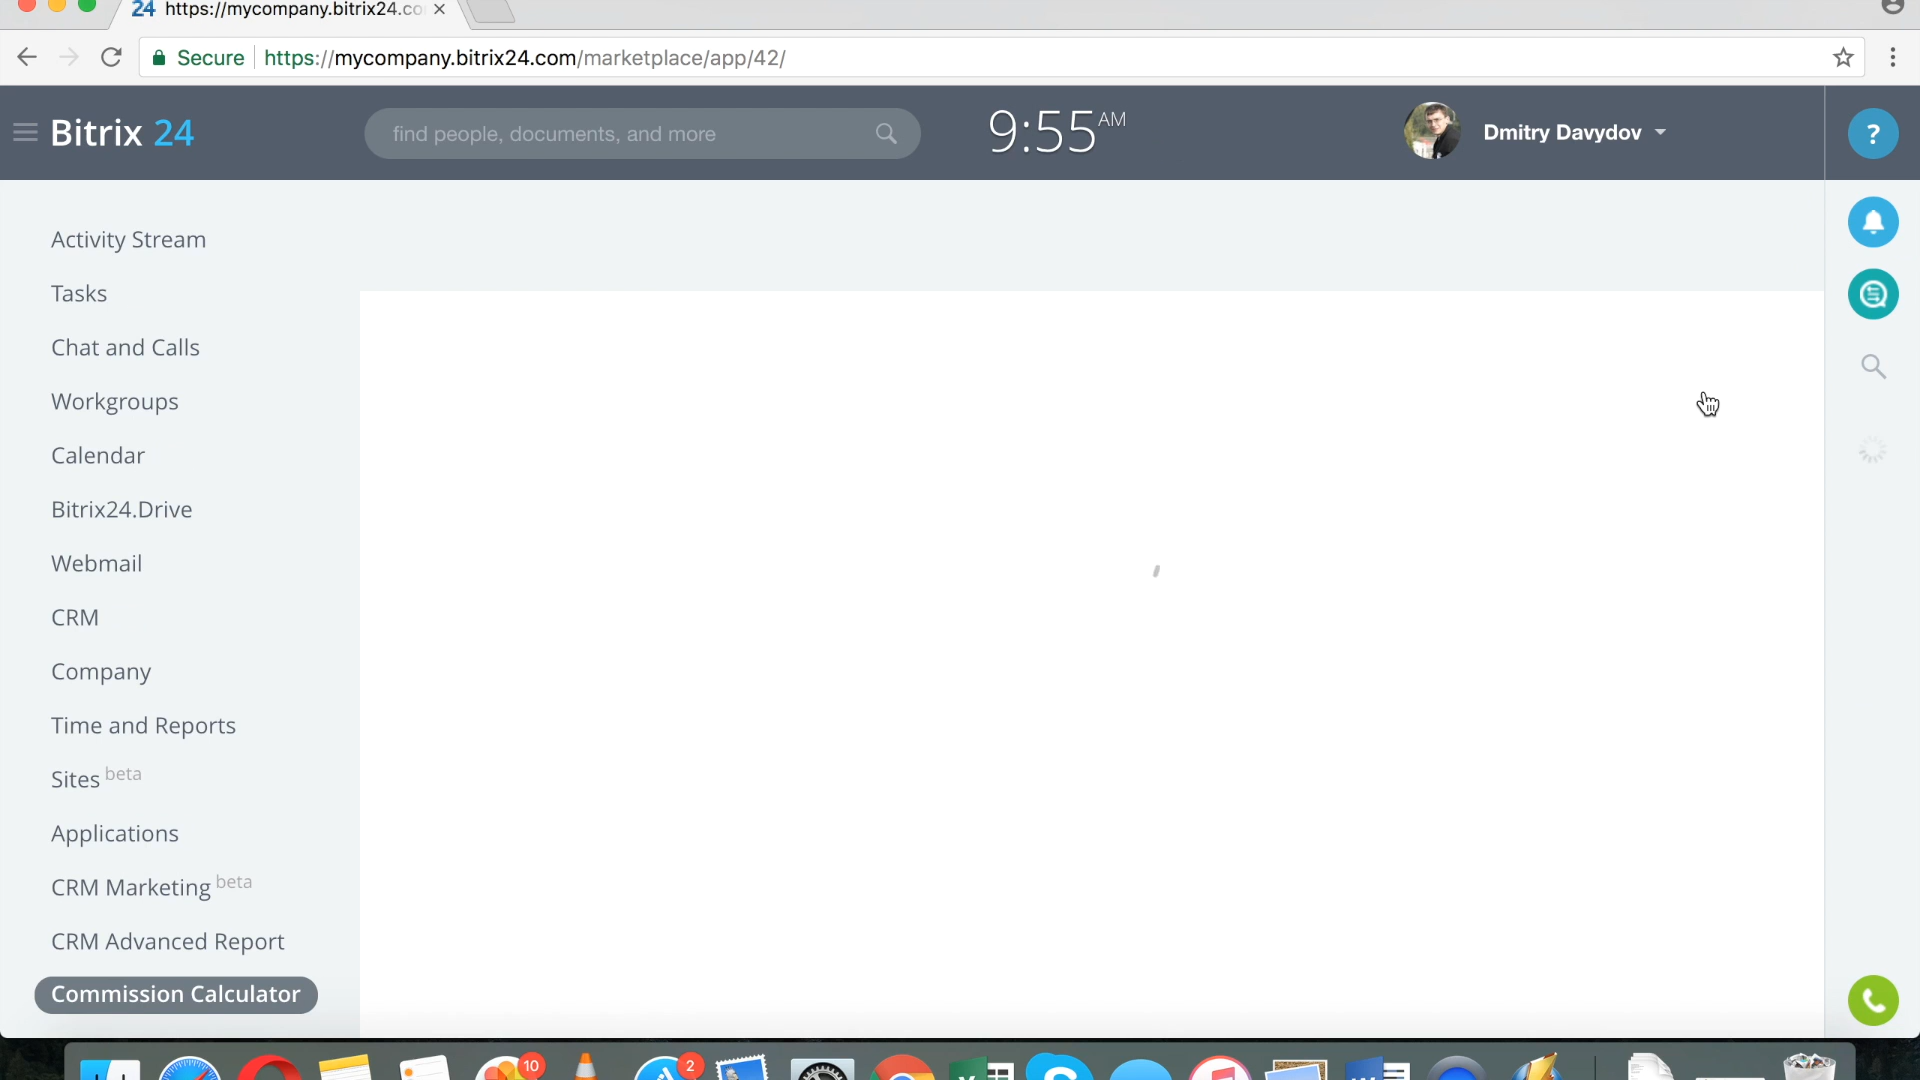 24 https://mycompany.bitrix24.co
Secure https://mycompany.bitrix24.com/marketplace/app/42/
Bitrix 24
find people, documents, and more
9:55 AM
Dmitry Davydov
?
Activity Stream
Tasks
Chat and Calls
Workgroups
Calendar
Bitrix24.Drive
Webmail
CRM
Company
Time and Reports
Sites beta
Applications
CRM Marketing beta
CRM Advanced Report
Commission Calculator
10
2